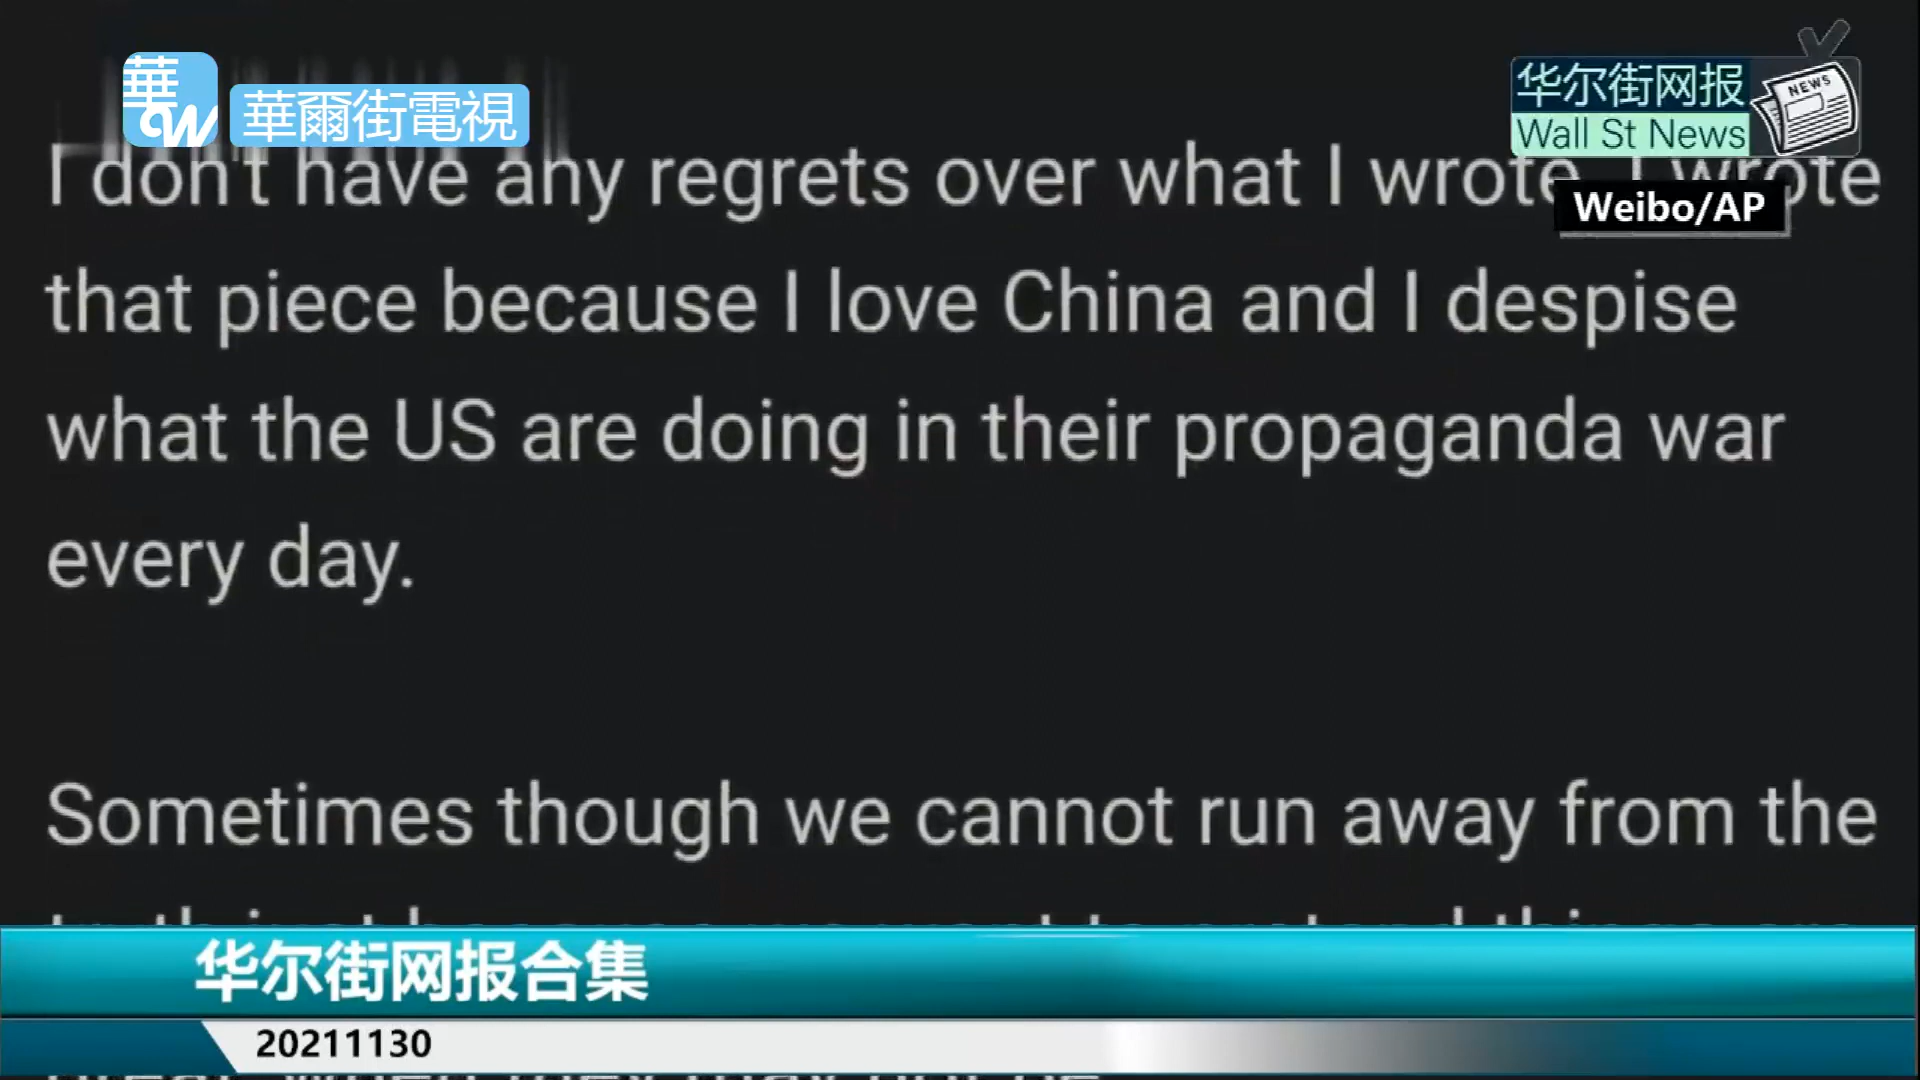 華
cW
華爾街電視
华尔街网报
NEWS
Wall St News
Weibo/AP
I don't have any regrets over what I wrote. I wrote
that piece because I love China and I despise
what the US are doing in their propaganda war
every day.
Sometimes though we cannot run away from the
华尔街网报合集
20211130